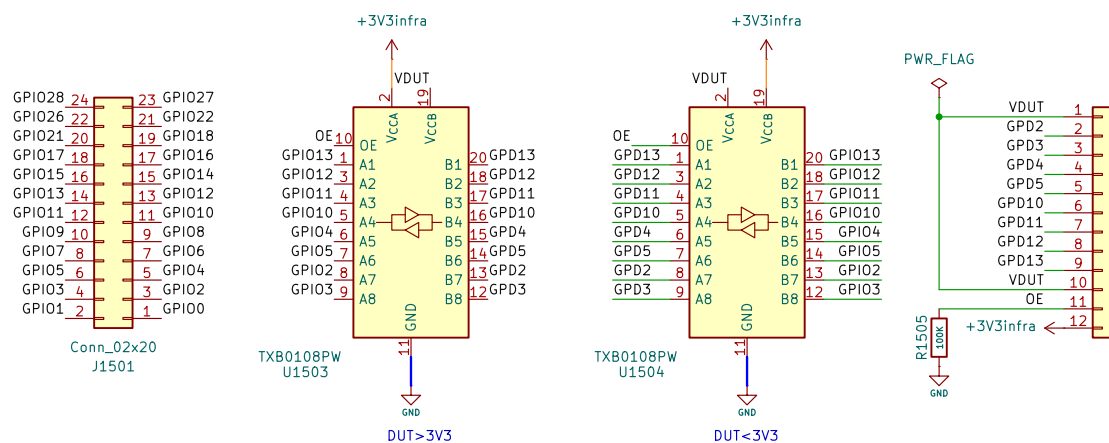 +3V3infra
+3V3infra
PWR_FLAG
GPIO28 24 23 GPIO27
GPIO26 22 21 GPIO22
GPIO21 20 19 GPIO18
GPIO17 18 17 GPIO16
GPIO15 16 15 GPIO14
GPIO13 14 13 GPIO12
GPIO11 12 11 GPIO10
GPIO9 10 9 GPIO8
GPIO7 8 7 GPIO6
GPIO5 6 5 GPIO4
GPIO3 4 3 GPIO2
GPIO1 2 1 GPIO0
Conn_02x20
J1501
VDUT
2 19
VCCA VCCB
OE 10 OE
GPIO13 1 A1 B1 20 GPD13
GPIO12 3 A2 B2 18 GPD12
GPIO11 4 A3 B3 17 GPD11
GPIO10 5 A4 B4 16 GPD10
GPIO4 6 A5 B5 15 GPD4
GPIO5 7 A6 B6 14 GPD5
GPIO2 8 A7 B7 13 GPD2
GPIO3 9 A8 B8 12 GPD3
GND
11
TXB0108PW
U1503
GND
DUT>3V3
VDUT
2 19
VCCA VCCB
OE 10 OE
GPD13 1 A1 B1 20 GPIO13
GPD12 3 A2 B2 18 GPIO12
GPD11 4 A3 B3 17 GPIO11
GPD10 5 A4 B4 16 GPIO10
GPD4 6 A5 B5 15 GPIO4
GPD5 7 A6 B6 14 GPIO5
GPD2 8 A7 B7 13 GPIO2
GPD3 9 A8 B8 12 GPIO3
GND
11
TXB0108PW
U1504
GND
DUT<3V3
VDUT 1
GPD2 2
GPD3 3
GPD4 4
GPD5 5
GPD10 6
GPD11 7
GPD12 8
GPD13 9
VDUT 10
OE 11
+3V3infra 12
R1505
100K
GND